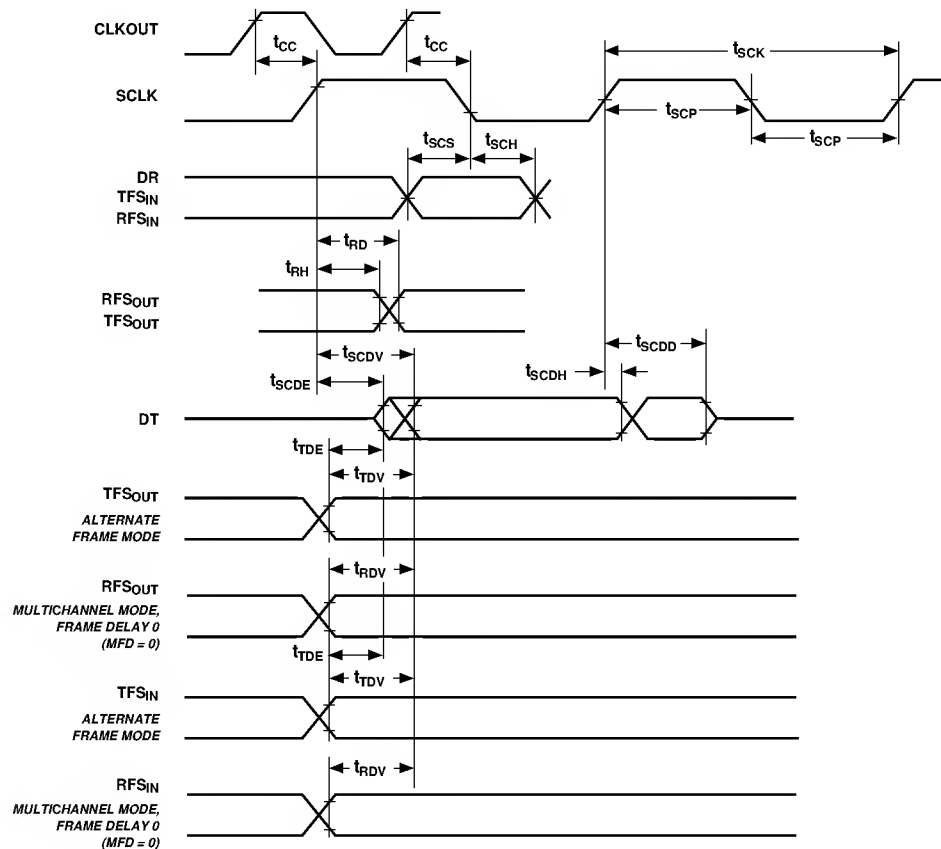 CLKOUT
tCC
tCC
tSCK
SCLK
tSCP
tSCP
tSCS
tSCH
DR
TFSIN
RFSIN
tRD
tRH
RFSOUT
TFSOUT
tSCDV
tSCDD
tSCDE
tSCDH
DT
tTDE
tTDV
TFSOUT
ALTERNATE
FRAME MODE
tRDV
RFSOUT
MULTICHANNEL MODE,
FRAME DELAY 0
(MFD = 0)
tTDE
tTDV
TFSIN
ALTERNATE
FRAME MODE
tRDV
RFSIN
MULTICHANNEL MODE,
FRAME DELAY 0
(MFD = 0)